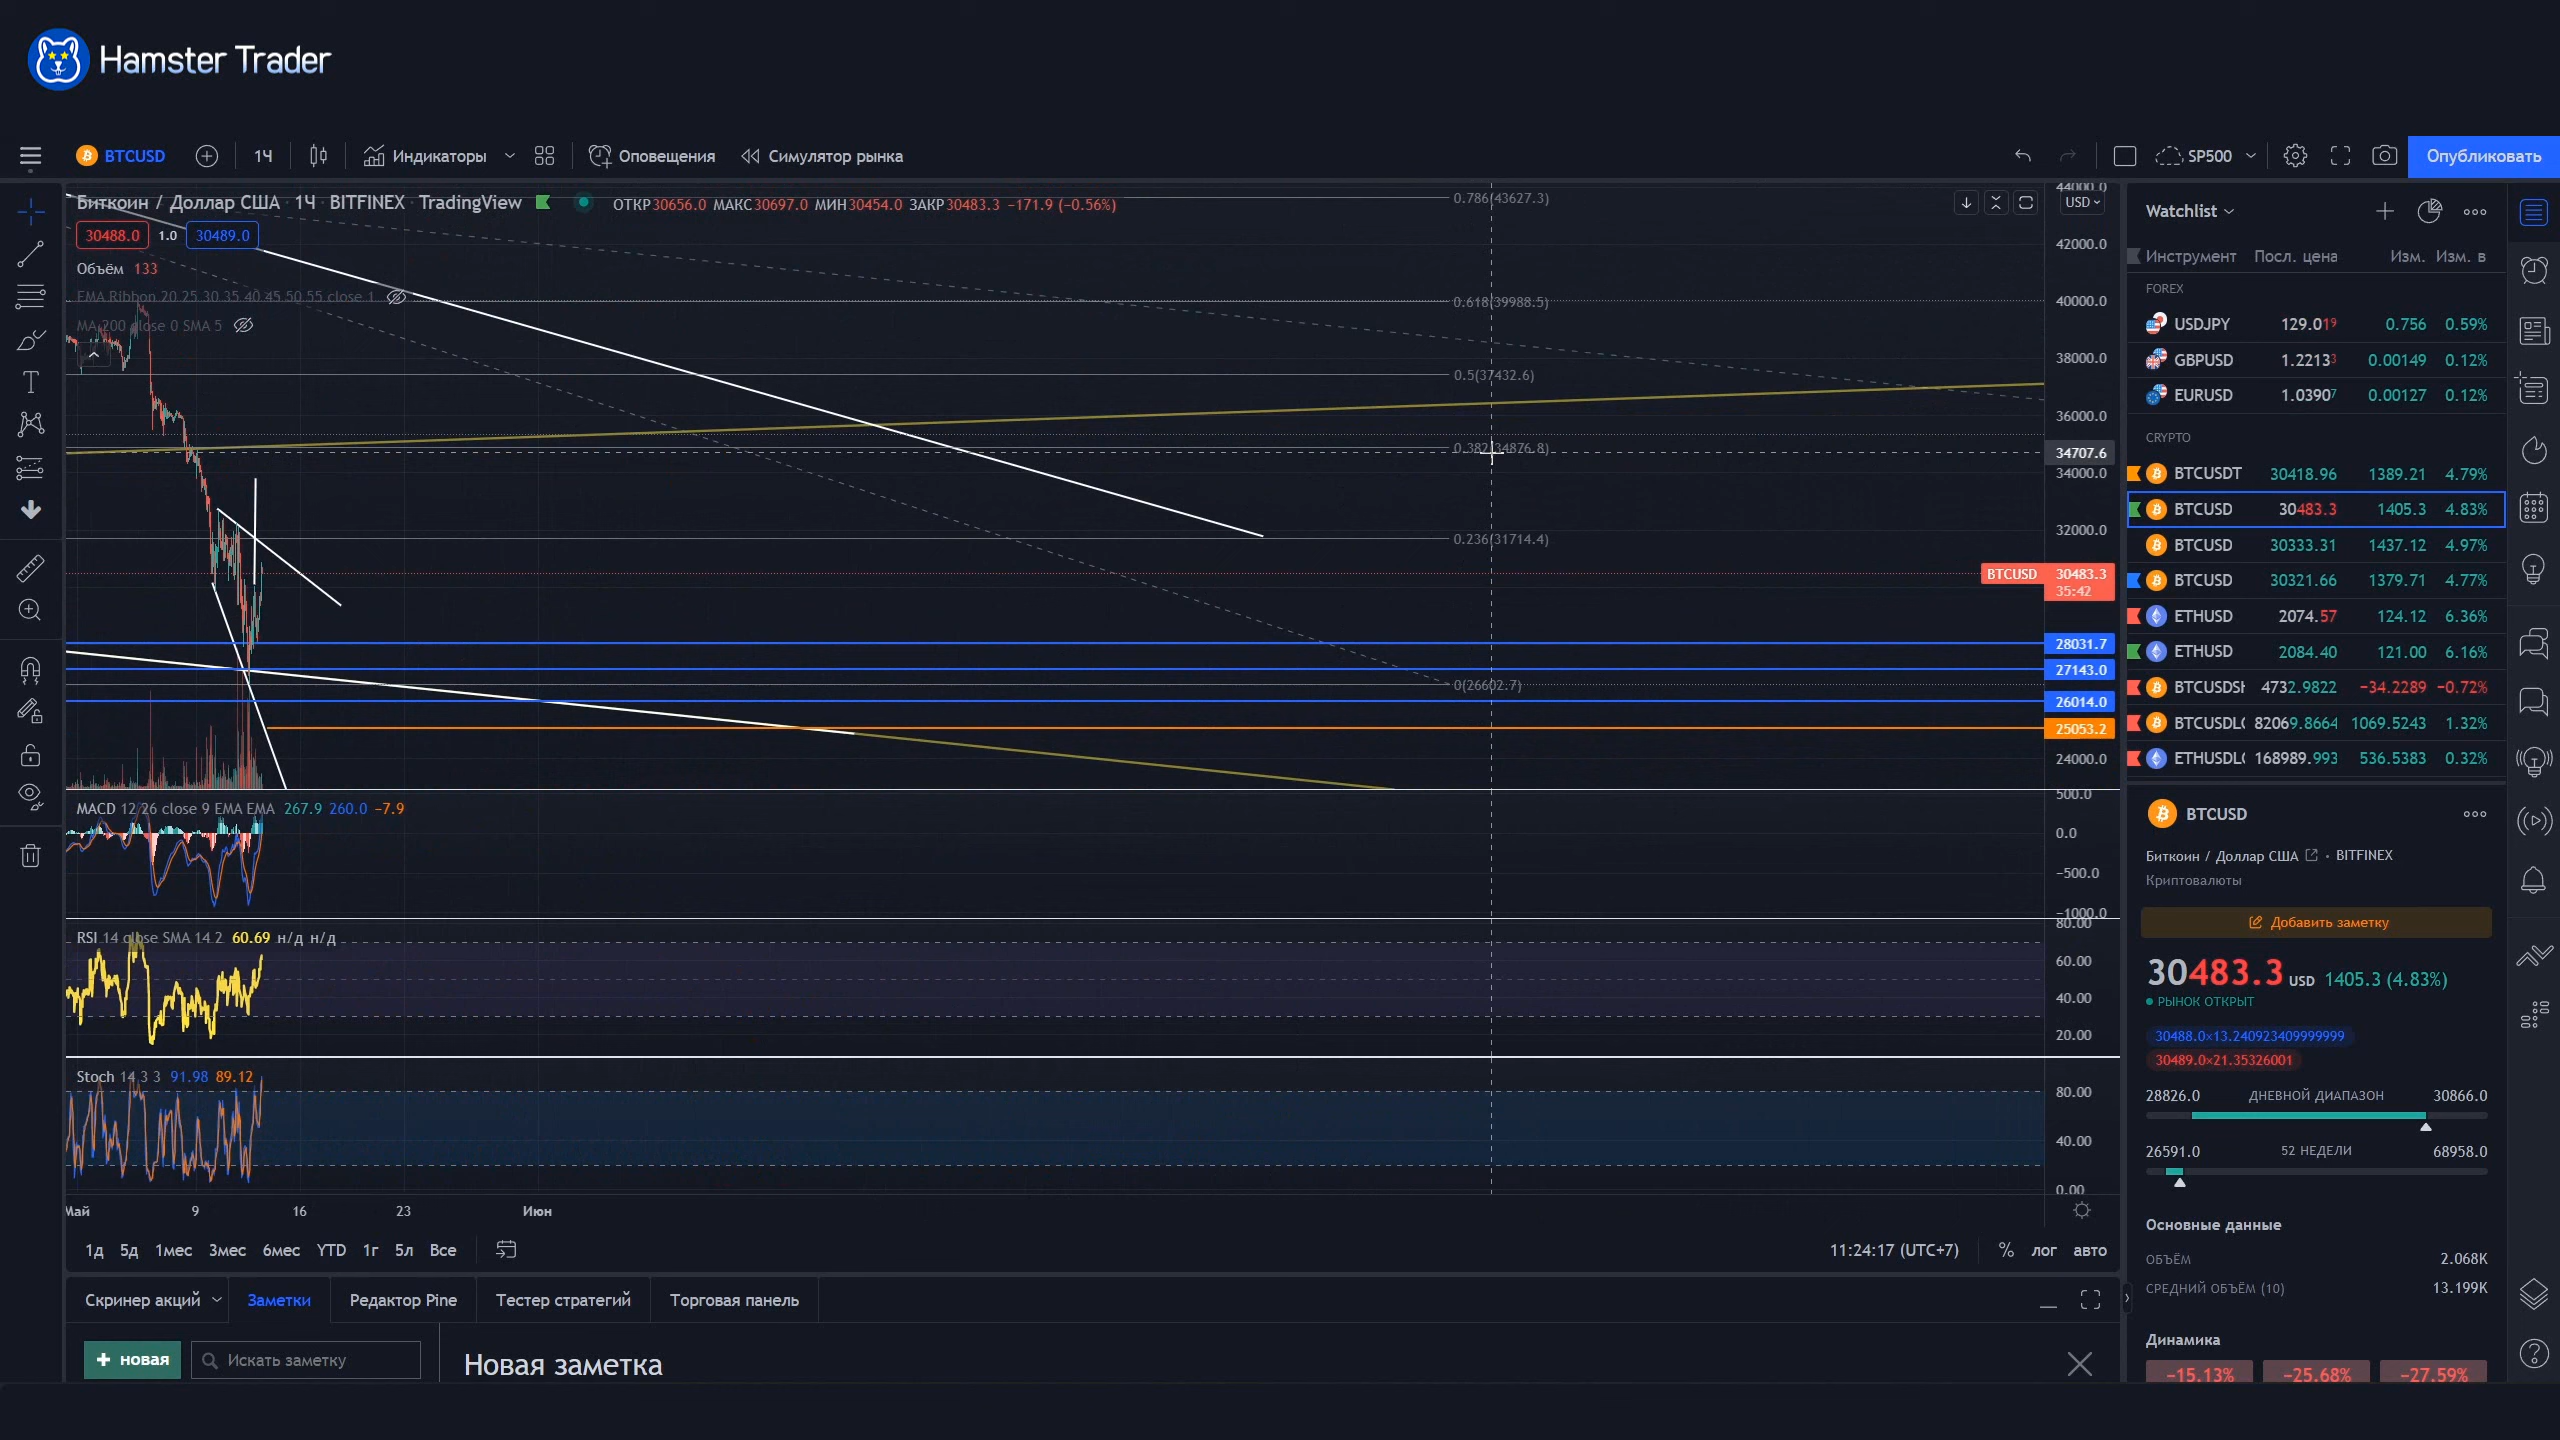 Hamster Trader
BTCUSD 1Ч Индикаторы Оповещения Симулятор рынка SP500 Опубликовать
Биткоин / Доллар США · 1Ч · BITFINEX · TradingView ОТКР30656.0 МАКС30697.0 МИН30454.0 ЗАКР30483.3 −171.9 (−0.56%)
30488.0 1.0 30489.0
Объём 133
EMA Ribbon 20 25 30 35 40 45 50 55 close 1
MA 200 close 0 SMA 5
0.786(43627.3)
0.618(39988.5)
0.5(37432.6)
0.382(34876.8)
0.236(31714.4)
0(26602.7)
44000.0
USD
42000.0
40000.0
38000.0
36000.0
34707.6
34000.0
32000.0
BTCUSD 30483.3
35:42
28031.7
27143.0
26014.0
25053.2
24000.0
MACD 12 26 close 9 EMA EMA 267.9 260.0 −7.9
500.0
0.0
−500.0
−1000.0
RSI 14 close SMA 14 2 60.69 н/д н/д
80.00
60.00
40.00
20.00
Stoch 14 3 3 91.98 89.12
80.00
40.00
0.00
Май 9 16 23 Июн
1д 5д 1мес 3мес 6мес YTD 1г 5л Все 11:24:17 (UTC+7) % лог авто
Скринер акций Заметки Редактор Pine Тестер стратегий Торговая панель
+ новая Искать заметку Новая заметка
Watchlist
Инструмент Посл. цена Изм. Изм. в
FOREX
USDJPY 129.019 0.756 0.59%
GBPUSD 1.22133 0.00149 0.12%
EURUSD 1.03907 0.00127 0.12%
CRYPTO
BTCUSDT 30418.96 1389.21 4.79%
BTCUSD 30483.3 1405.3 4.83%
BTCUSD 30333.31 1437.12 4.97%
BTCUSD 30321.66 1379.71 4.77%
ETHUSD 2074.57 124.12 6.36%
ETHUSD 2084.40 121.00 6.16%
BTCUSDSH 4732.9822 −34.2289 −0.72%
BTCUSDLO 82069.8664 1069.5243 1.32%
ETHUSDLO 168989.993 536.5383 0.32%
BTCUSD
Биткоин / Доллар США · BITFINEX
Криптовалюты
Добавить заметку
30483.3 USD 1405.3 (4.83%)
РЫНОК ОТКРЫТ
30488.0×13.240923409999999
30489.0×21.35326001
28826.0 ДНЕВНОЙ ДИАПАЗОН 30866.0
26591.0 52 НЕДЕЛИ 68958.0
Основные данные
ОБЪЁМ 2.068K
СРЕДНИЙ ОБЪЁМ (10) 13.199K
Динамика
−15.13% −25.68% −27.59%